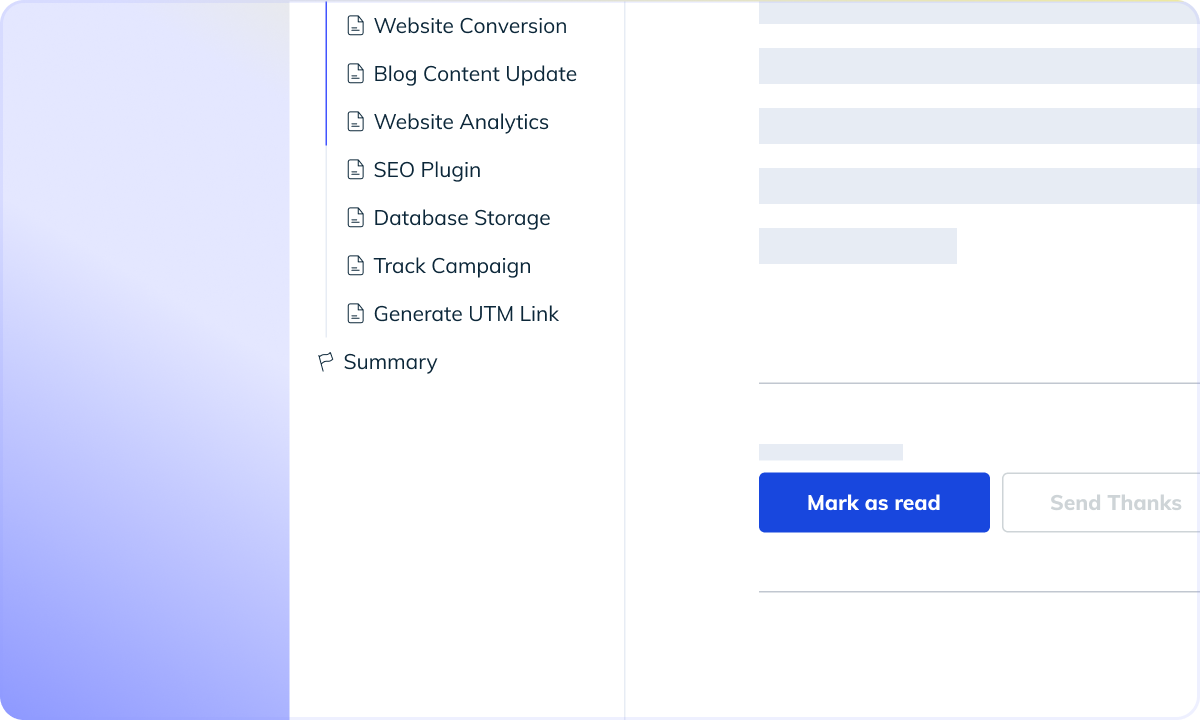 Website Conversion
Blog Content Update
Website Analytics
SEO Plugin
Database Storage
Track Campaign
Generate UTM Link
Summary
Mark as read
Send Thanks